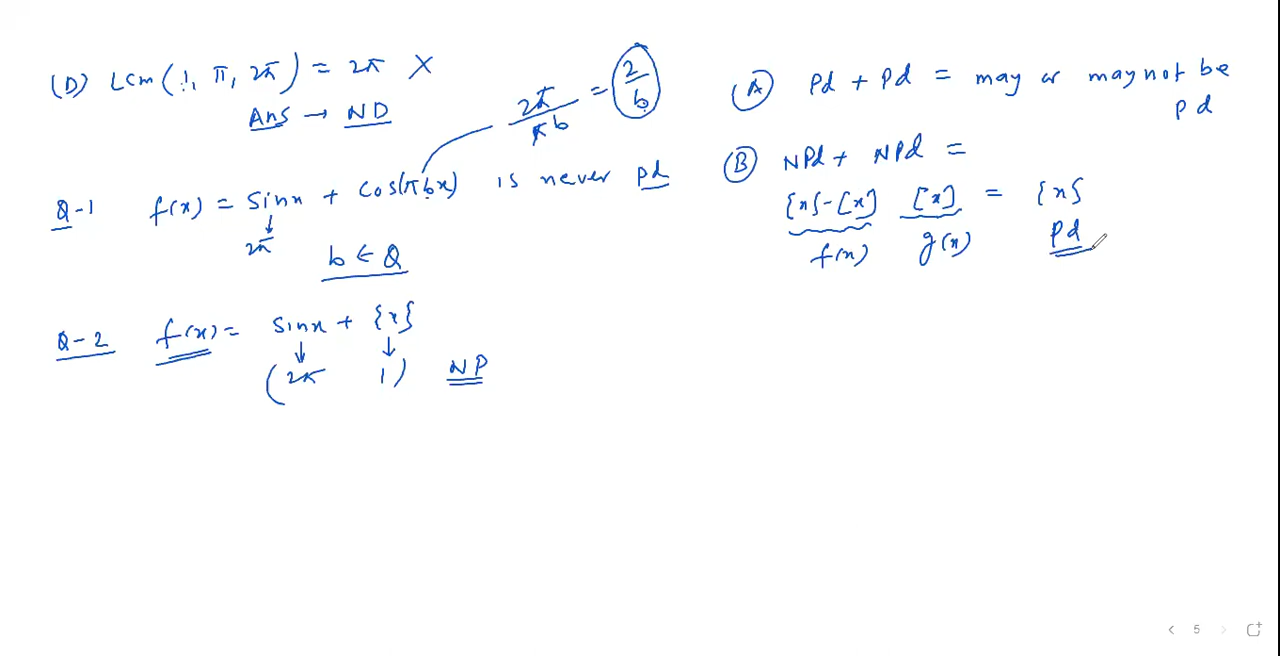 (D) LCM (1, π, 2π) = 2π X
Ans → ND
2π/πb = 2/b
Q-1 f(x) = sinx + cos(πbx) is never pd
2π
b ∈ Q
Q-2 f(x) = sinx + {x}
(2π 1) NP
(A) Pd + Pd = may or may not be
pd
(B) NPd + NPd =
{x}-[x] [x] = {x}
f(x) g(x) Pd
5